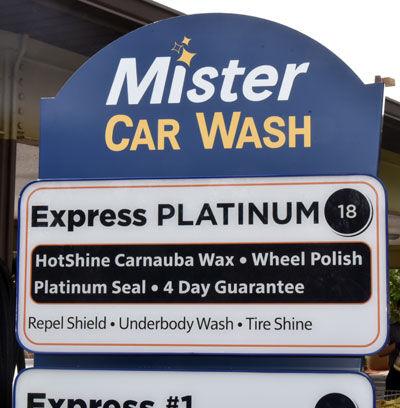 Mister
CAR WASH
Express PLATINUM 18
HotShine Carnauba Wax • Wheel Polish
Platinum Seal • 4 Day Guarantee
Repel Shield • Underbody Wash • Tire Shine
Express #1